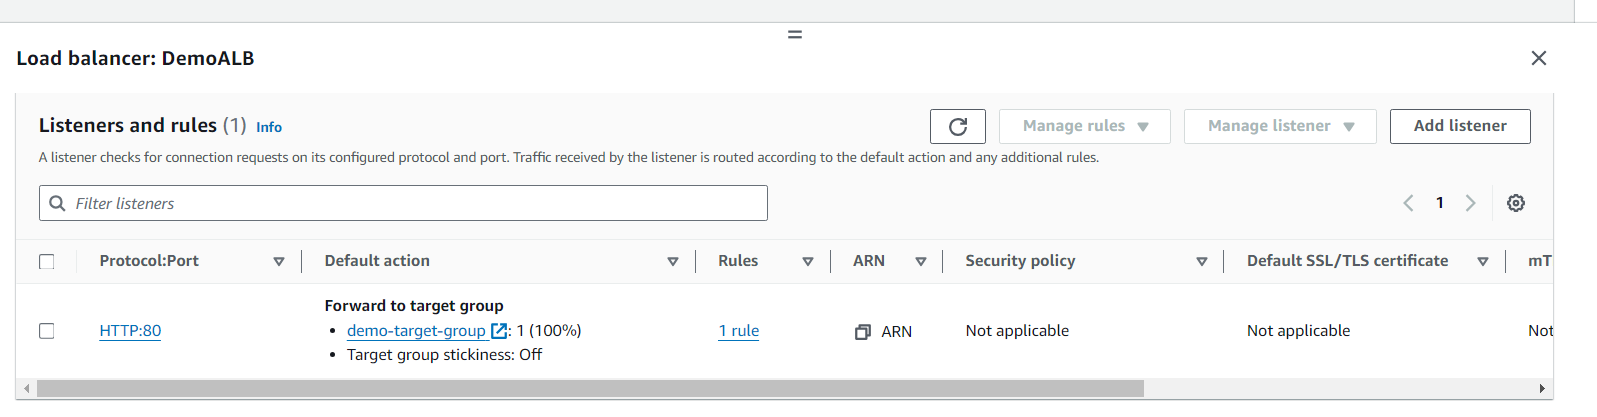 Load balancer: DemoALB
Listeners and rules (1) Info
Manage rules
Manage listener
Add listener
A listener checks for connection requests on its configured protocol and port. Traffic received by the listener is routed according to the default action and any additional rules.
Filter listeners
1
Protocol:Port Default action Rules ARN Security policy Default SSL/TLS certificate mT
Forward to target group
HTTP:80 • demo-target-group : 1 (100%) 1 rule ARN Not applicable Not applicable Not
• Target group stickiness: Off